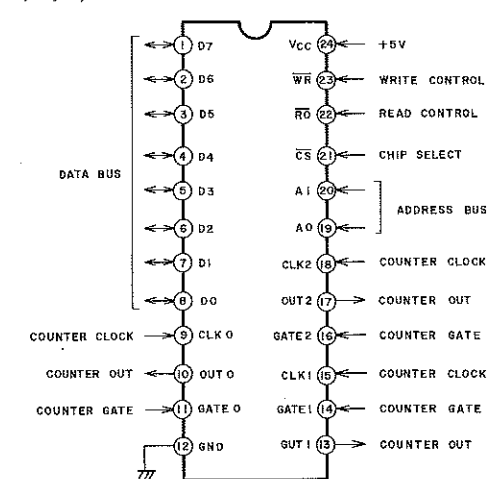 1 D7
2 D6
3 D5
4 D4
5 D3
6 D2
7 D1
8 D0
DATA BUS
COUNTER CLOCK 9 CLK 0
COUNTER OUT 10 OUT 0
COUNTER GATE 11 GATE 0
12 GND
VCC 24 +5V
WR 23 WRITE CONTROL
RD 22 READ CONTROL
CS 21 CHIP SELECT
A1 20
A0 19
ADDRESS BUS
CLK2 18 COUNTER CLOCK
OUT2 17 COUNTER OUT
GATE2 16 COUNTER GATE
CLK1 15 COUNTER CLOCK
GATE1 14 COUNTER GATE
OUT1 13 COUNTER OUT